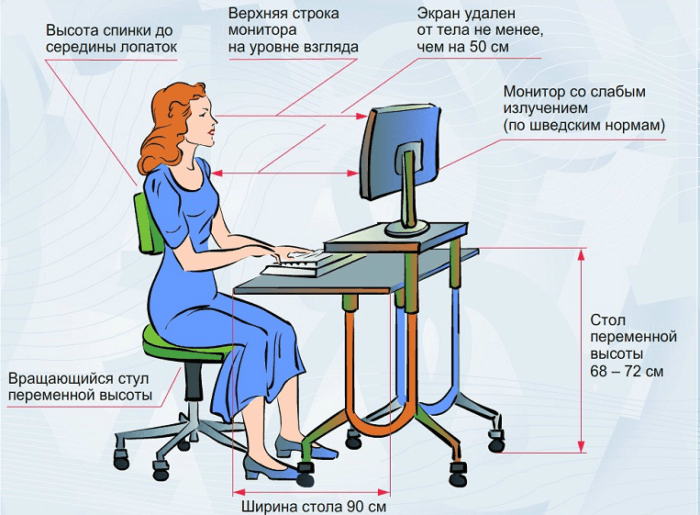 Высота спинки до
середины лопаток
Верхняя строка
монитора
на уровне взгляда
Экран удален
от тела не менее,
чем на 50 см
Монитор со слабым
излучением
(по шведским нормам)
Стол
переменной
высоты
68 – 72 см
Вращающийся стул
переменной высоты
Ширина стола 90 см